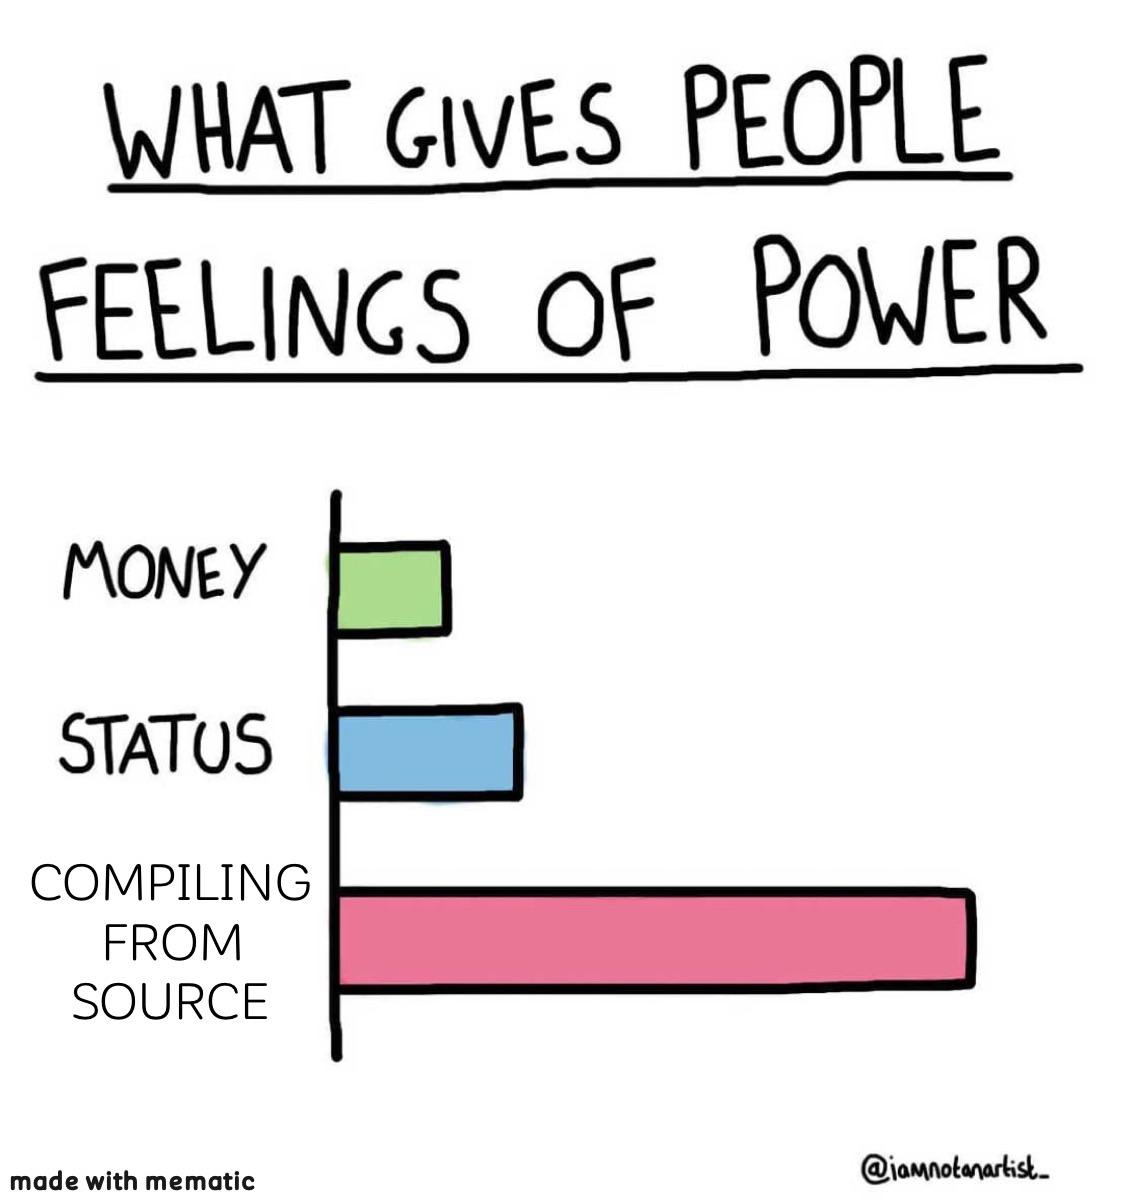 WHAT GIVES PEOPLE
FEELINGS OF POWER
MONEY
STATUS
COMPILING
FROM
SOURCE
@iamnotanartist_
made with mematic